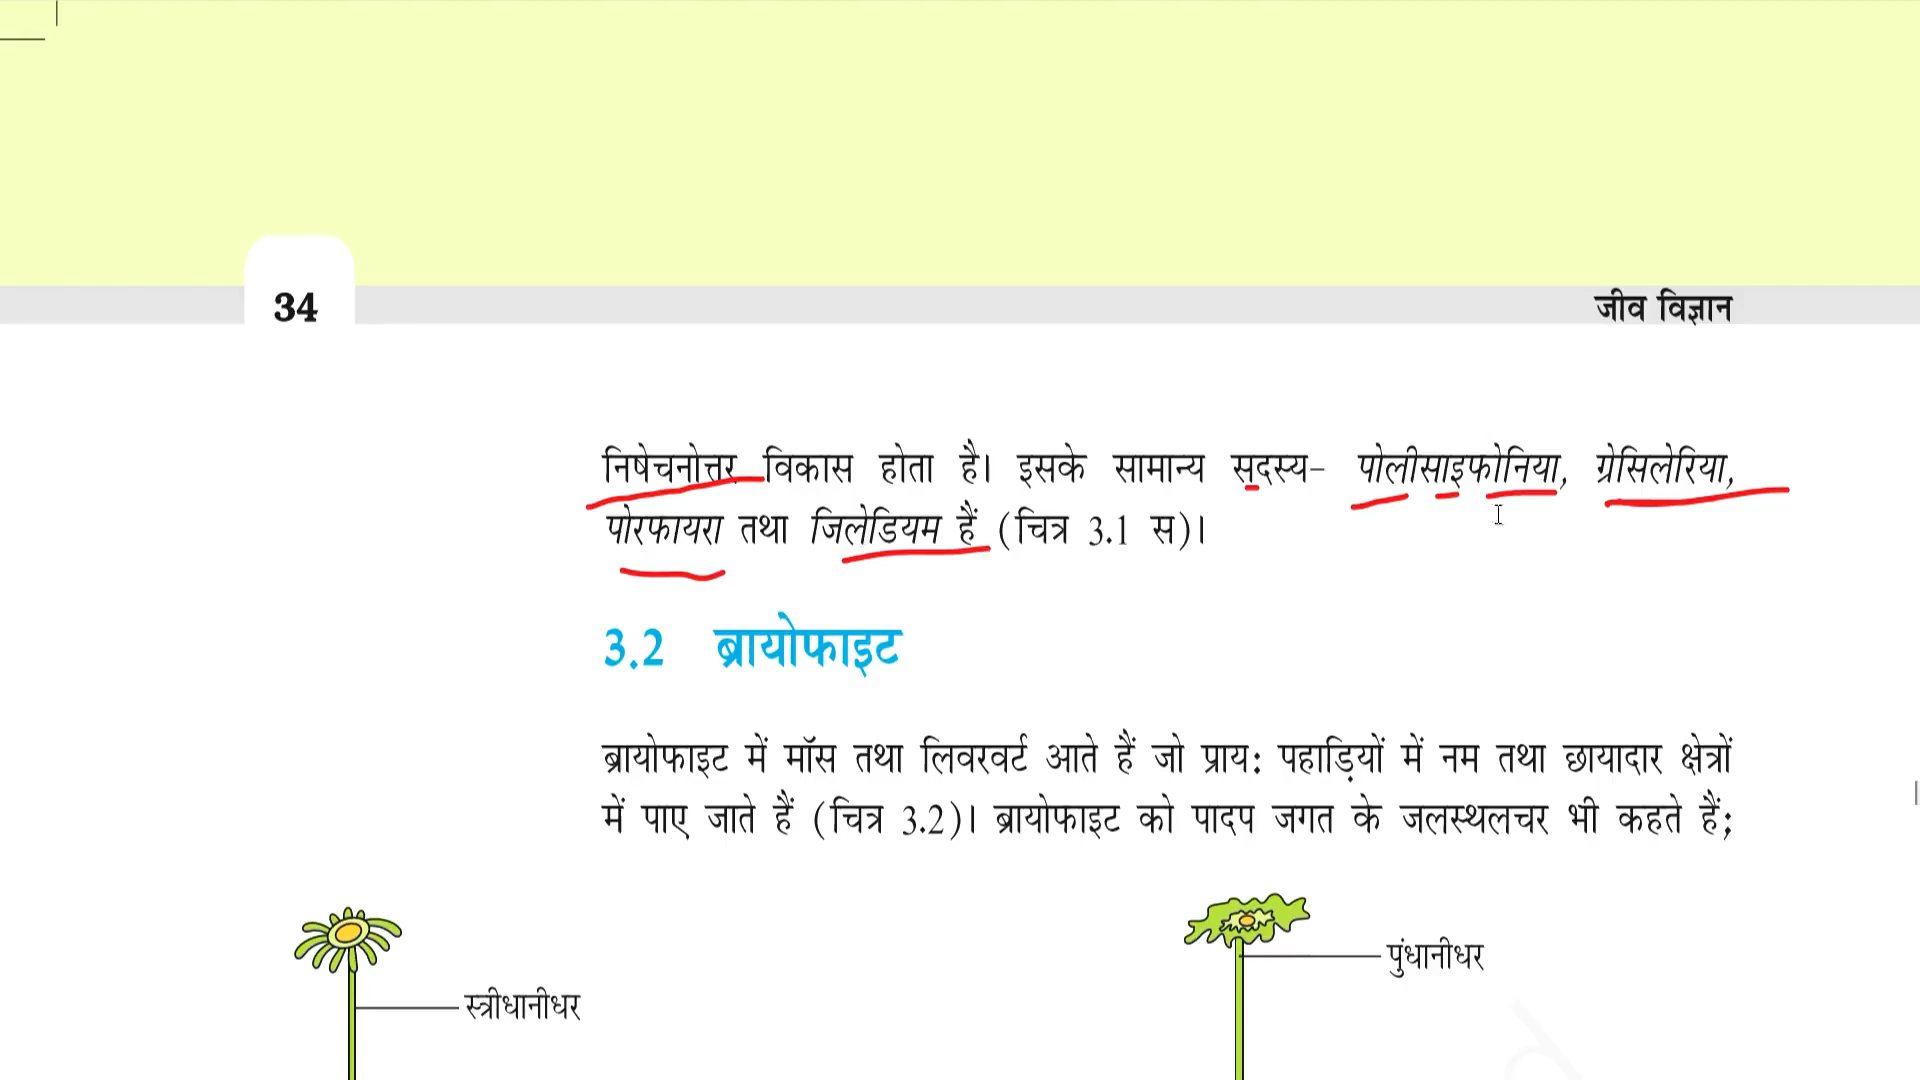 34
जीव विज्ञान
निषेचनोत्तर विकास होता है। इसके सामान्य सदस्य- पोलीसाइफोनिया, ग्रेसिलेरिया,
पोरफायरा तथा जिलेडियम हैं (चित्र 3.1 स)।
3.2 ब्रायोफाइट
ब्रायोफाइट में मॉस तथा लिवरवर्ट आते हैं जो प्राय: पहाड़ियों में नम तथा छायादार क्षेत्रों
में पाए जाते हैं (चित्र 3.2)। ब्रायोफाइट को पादप जगत के जलस्थलचर भी कहते हैं;
पुंधानीधर
स्त्रीधानीधर